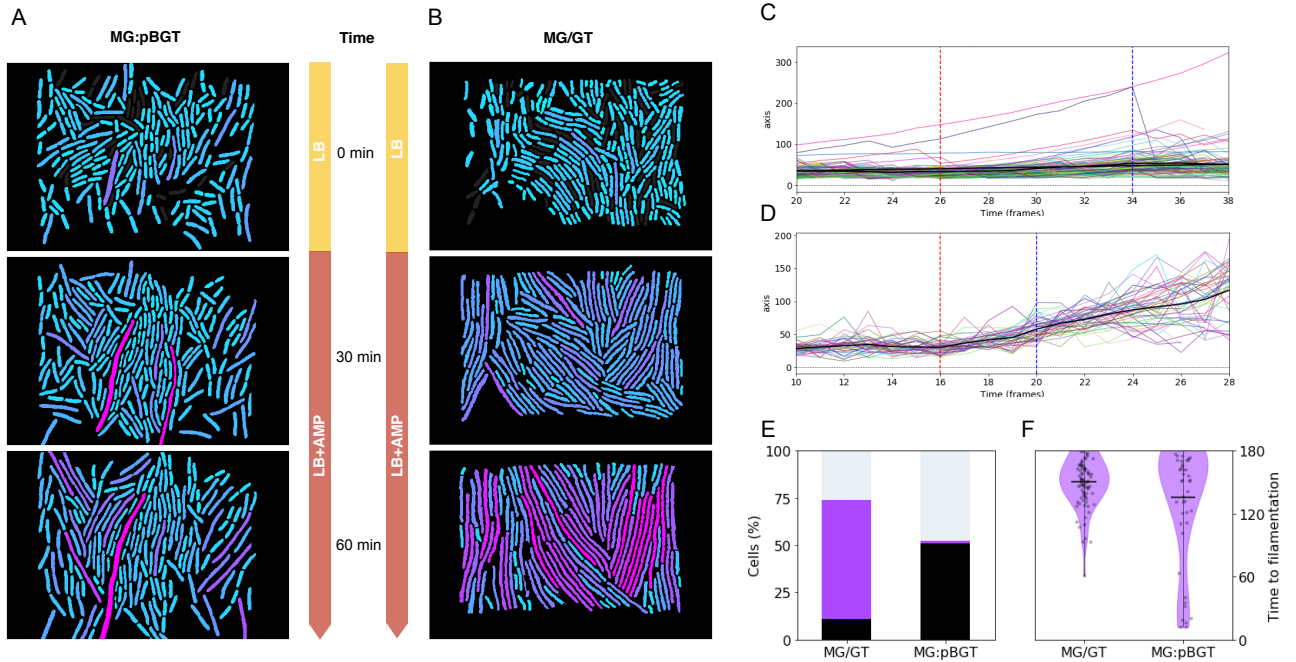 A
MG:pBGT
Time
B
MG/GT
LB
LB
0 min
LB+AMP
LB+AMP
30 min
60 min
C
300
200
100
0
axis
20 22 24 26 28 30 32 34 36 38
Time (frames)
D
200
150
100
50
0
axis
10 12 14 16 18 20 22 24 26 28
Time (frames)
E
100
75
50
25
0
Cells (%)
MG/GT MG:pBGT
F
180
120
60
0
Time to filamentation
MG/GT MG:pBGT